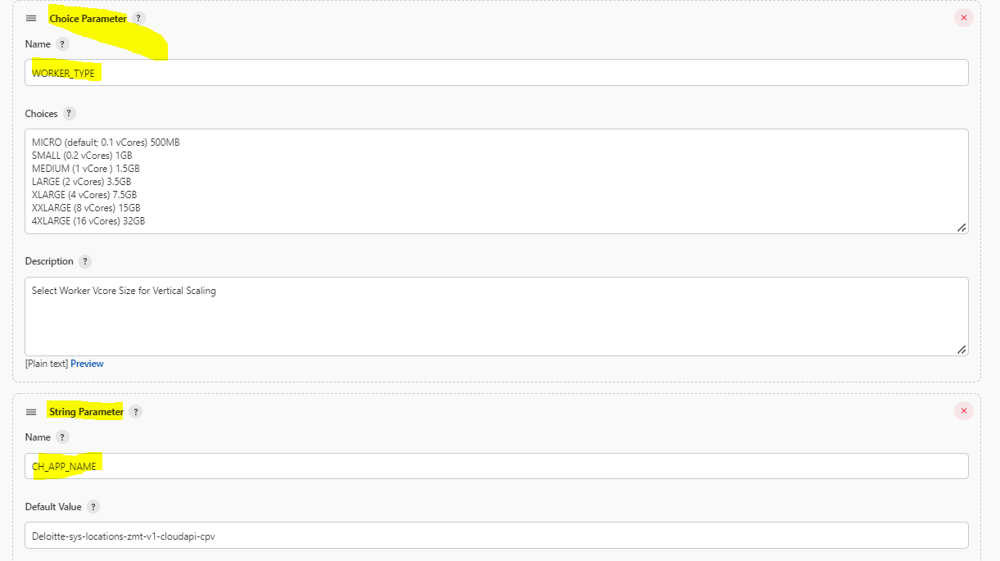 Choice Parameter ?
Name ?
WORKER_TYPE
Choices ?
MICRO (default; 0.1 vCores) 500MB
SMALL (0.2 vCores) 1GB
MEDIUM (1 vCore ) 1.5GB
LARGE (2 vCores) 3.5GB
XLARGE (4 vCores) 7.5GB
XXLARGE (8 vCores) 15GB
4XLARGE (16 vCores) 32GB
Description ?
Select Worker Vcore Size for Vertical Scaling
[Plain text] Preview
String Parameter ?
Name ?
CH_APP_NAME
Default Value ?
Deloitte-sys-locations-zmt-v1-cloudapi-cpv